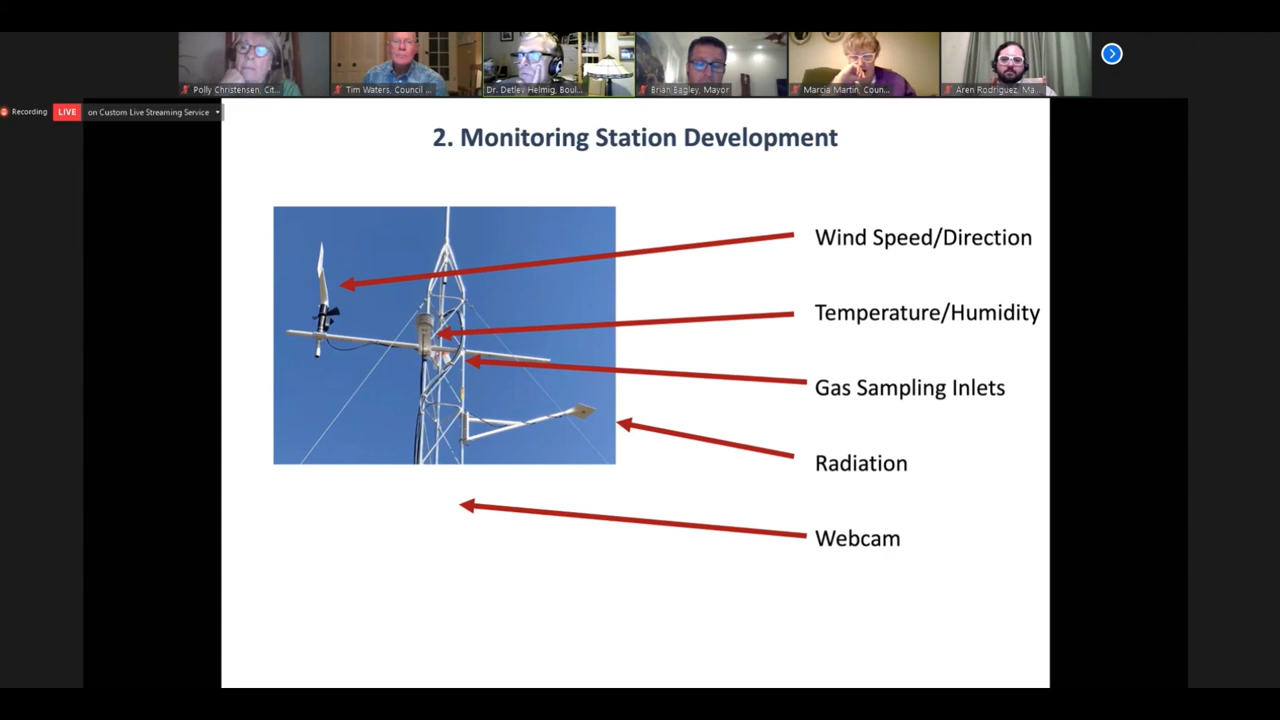 Polly Christensen, Cit...
Tim Waters, Council ...
Dr. Detlev Helmig, Boul...
Brian Bagley, Mayor
Marcia Martin, Coun...
Aren Rodriguez, Ma...
Recording
LIVE
on Custom Live Streaming Service
2. Monitoring Station Development
Wind Speed/Direction
Temperature/Humidity
Gas Sampling Inlets
Radiation
Webcam